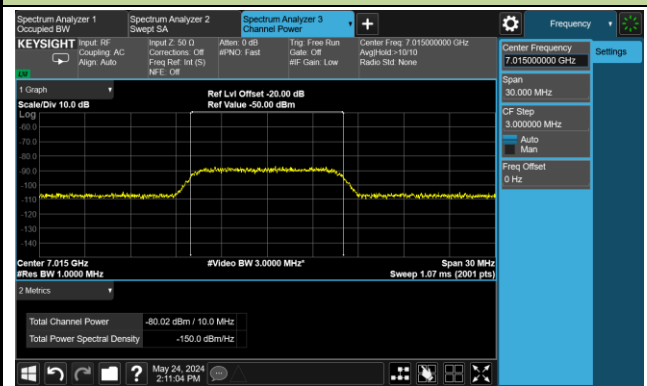 Spectrum Analyzer 1
Occupied BW
Spectrum Analyzer 2
Swept SA
Spectrum Analyzer 3
Channel Power
Frequency
KEYSIGHT
Input: RF
Coupling: AC
Align: Auto
Input Z: 50 Ω
Corrections: Off
Freq Ref: Int (S)
NFE: Off
Atten: 0 dB
#PNO: Fast
Trig: Free Run
Gate: Off
#IF Gain: Low
Center Freq: 7.015000000 GHz
Avg|Hold:>10/10
Radio Std: None
Center Frequency
7.015000000 GHz
Settings
Span
30.000 MHz
CF Step
3.000000 MHz
Auto
Man
Freq Offset
0 Hz
1 Graph
Scale/Div 10.0 dB
Ref Lvl Offset -20.00 dB
Ref Value -50.00 dBm
Log
-60.0
-70.0
-80.0
-90.0
-100
-110
-120
-130
-140
Center 7.015 GHz
#Video BW 3.0000 MHz*
Span 30 MHz
#Res BW 1.0000 MHz
Sweep 1.07 ms (2001 pts)
2 Metrics
Total Channel Power -80.02 dBm / 10.0 MHz
Total Power Spectral Density -150.0 dBm/Hz
May 24, 2024
2:11:04 PM